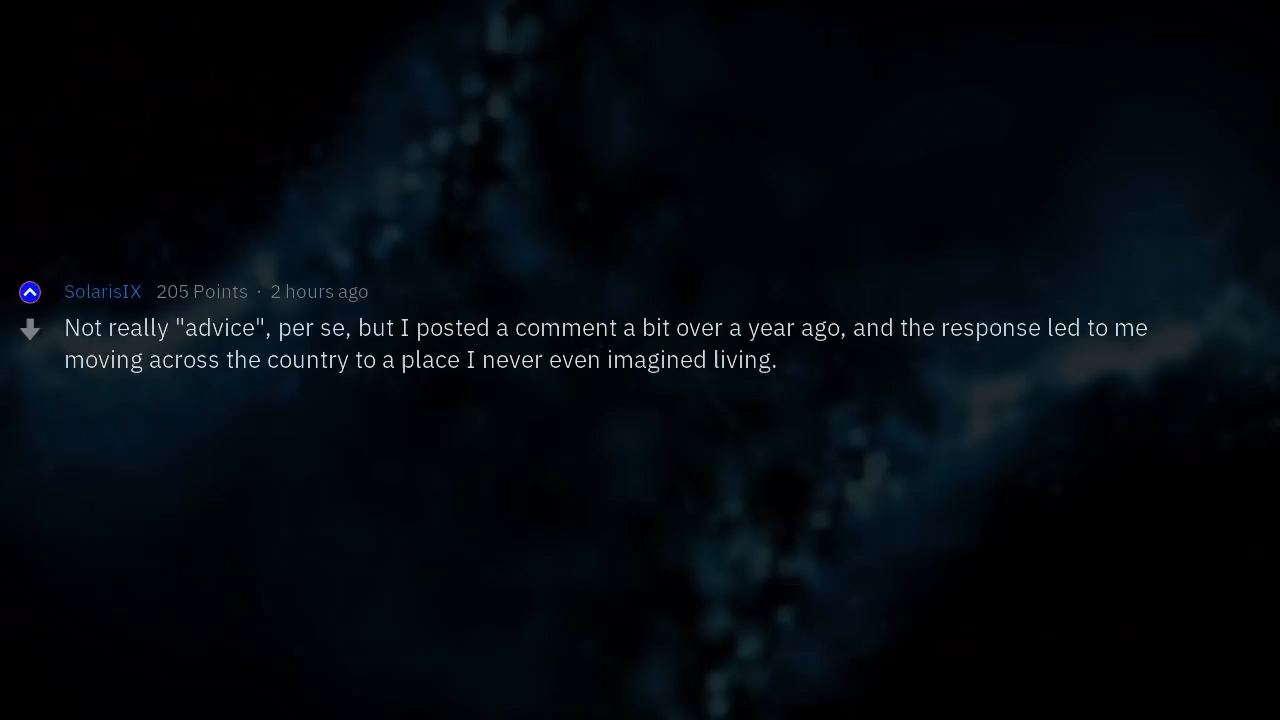 SolarisIX 205 Points · 2 hours ago
Not really "advice", per se, but I posted a comment a bit over a year ago, and the response led to me
moving across the country to a place I never even imagined living.